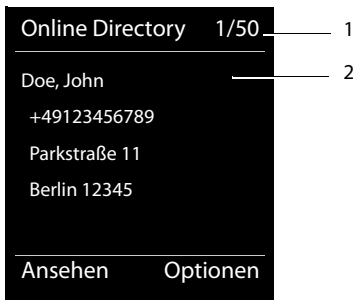 Online Directory 1/50 1
Doe, John 2
+49123456789
Parkstraße 11
Berlin 12345
Ansehen Optionen